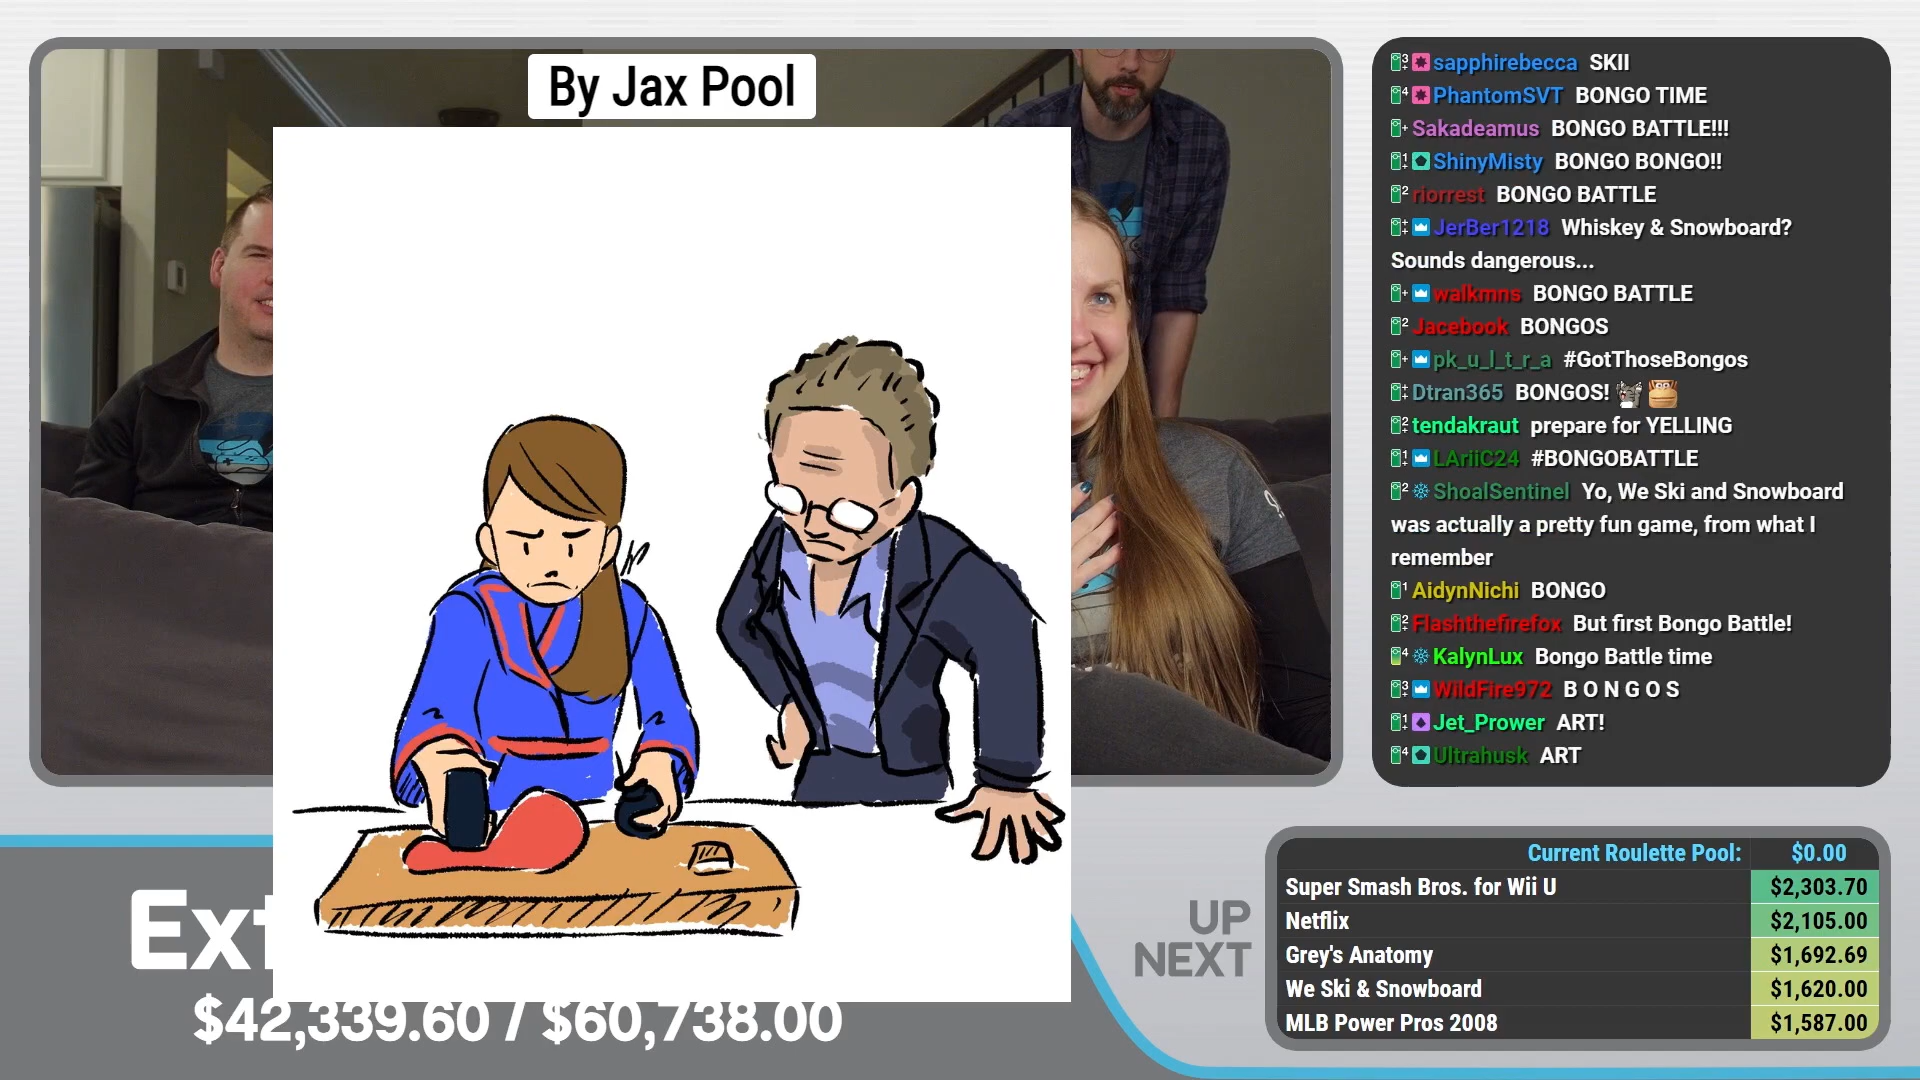 By Jax Pool
sapphirebecca SKII
PhantomSVT BONGO TIME
Sakadeamus BONGO BATTLE!!!
ShinyMisty BONGO BONGO!!
riorrest BONGO BATTLE
JerBer1218 Whiskey & Snowboard?
Sounds dangerous...
walkmns BONGO BATTLE
Jacebook BONGOS
pk_u_l_t_r_a #GotThoseBongos
Dtran365 BONGOS!
tendakraut prepare for YELLING
LAriiC24 #BONGOBATTLE
ShoalSentinel Yo, We Ski and Snowboard
was actually a pretty fun game, from what I
remember
AidynNichi BONGO
Flashthefirefox But first Bongo Battle!
KalynLux Bongo Battle time
WildFire972 B O N G O S
Jet_Prower ART!
Ultrahusk ART
Ext
$42,339.60 / $60,738.00
UP
NEXT
Current Roulette Pool: $0.00
Super Smash Bros. for Wii U $2,303.70
Netflix $2,105.00
Grey's Anatomy $1,692.69
We Ski & Snowboard $1,620.00
MLB Power Pros 2008 $1,587.00